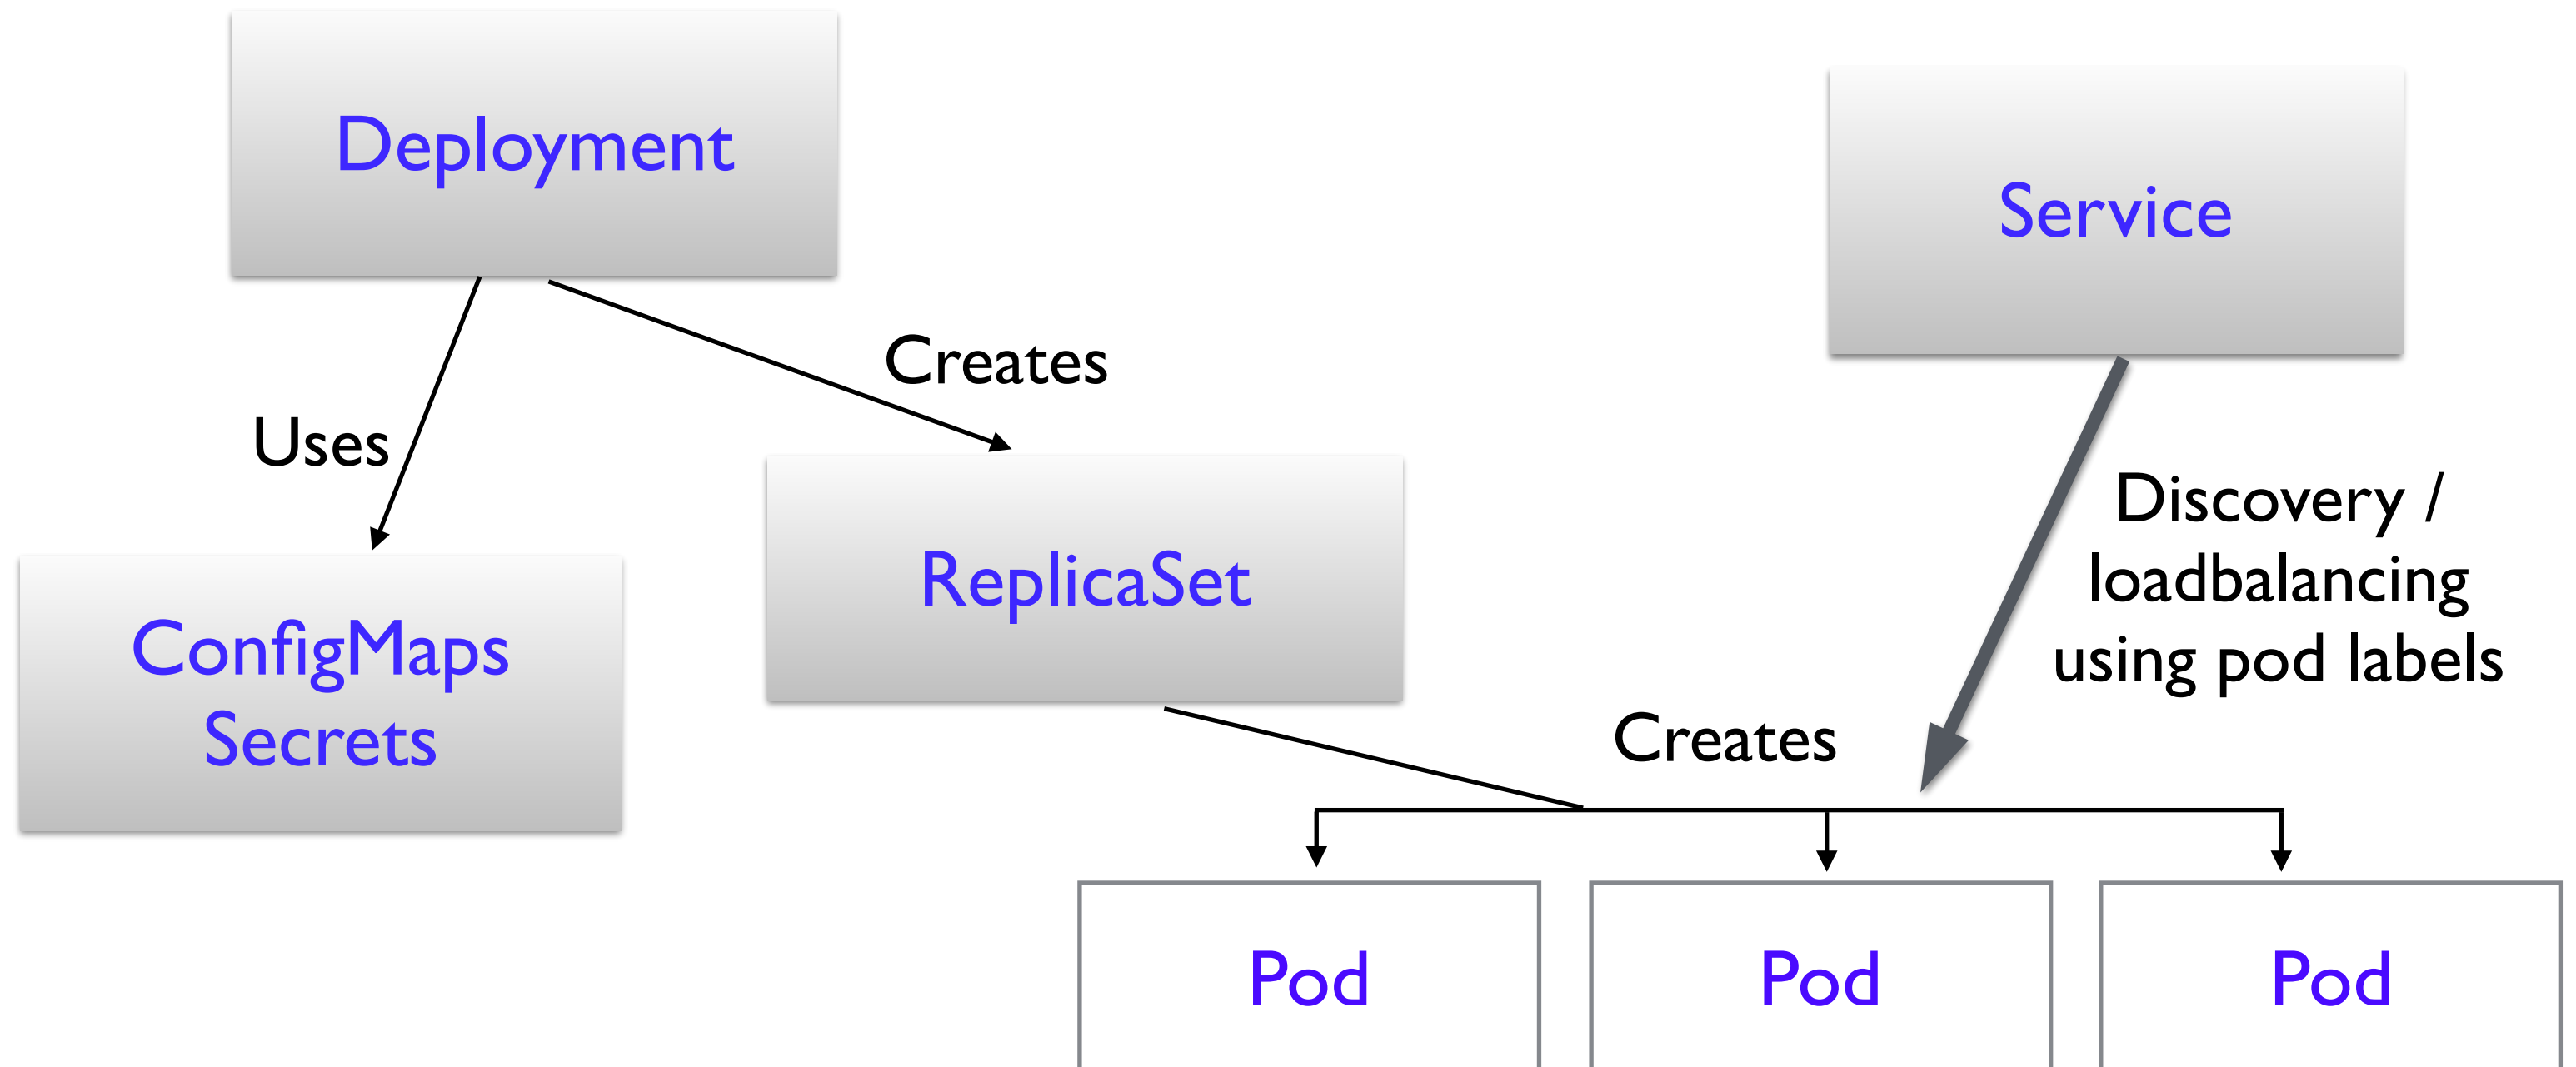 Deployment
Service
Creates
Uses
Discovery /
loadbalancing
using pod labels
ReplicaSet
ConfigMaps
Secrets
Creates
Pod
Pod
Pod